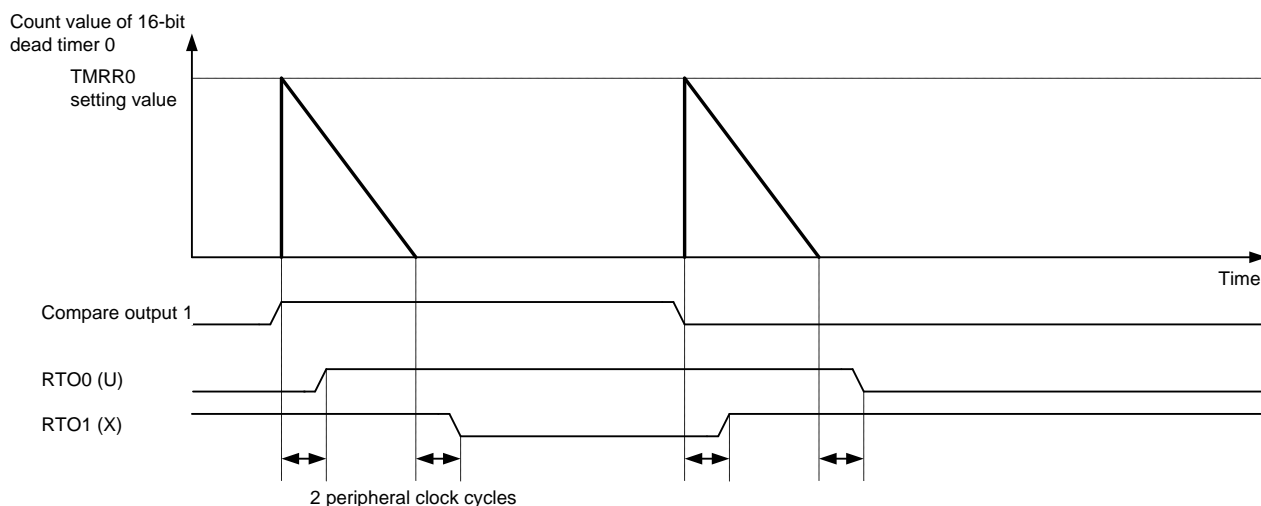 Count value of 16-bit
dead timer 0
TMRR0
setting value
Time
Compare output 1
RTO0 (U)
RTO1 (X)
2 peripheral clock cycles